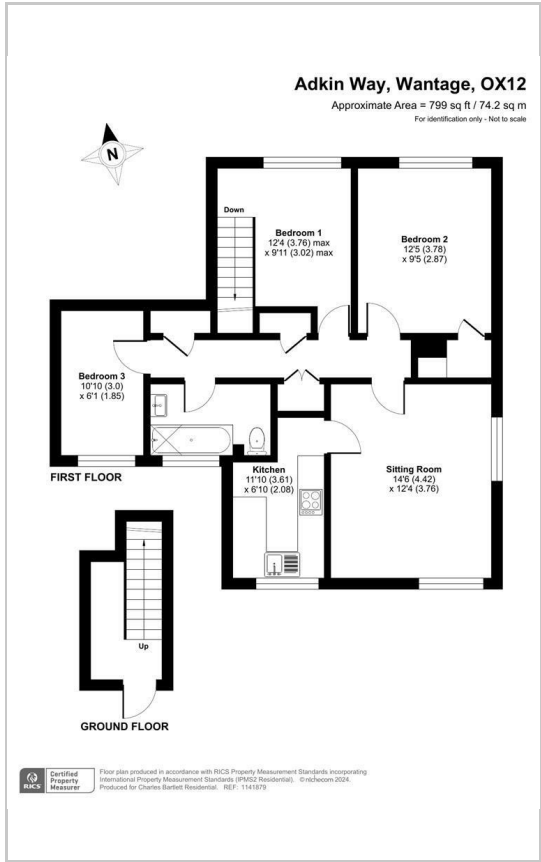 Adkin Way, Wantage, OX12
Approximate Area = 799 sq ft / 74.2 sq m
For identification only - Not to scale
N
Down
Bedroom 1
12'4 (3.76) max
x 9'11 (3.02) max
Bedroom 2
12'5 (3.78)
x 9'5 (2.87)
Bedroom 3
10'10 (3.0)
x 6'1 (1.85)
FIRST FLOOR
Kitchen
11'10 (3.61)
x 6'10 (2.08)
Sitting Room
14'6 (4.42)
x 12'4 (3.76)
Up
GROUND FLOOR
RICS
Certified
Property
Measurer
Floor plan produced in accordance with RICS Property Measurement Standards incorporating
International Property Measurement Standards (IPMS2 Residential). © ntchecom 2024.
Produced for Charles Bartlett Residential. REF: 1141879